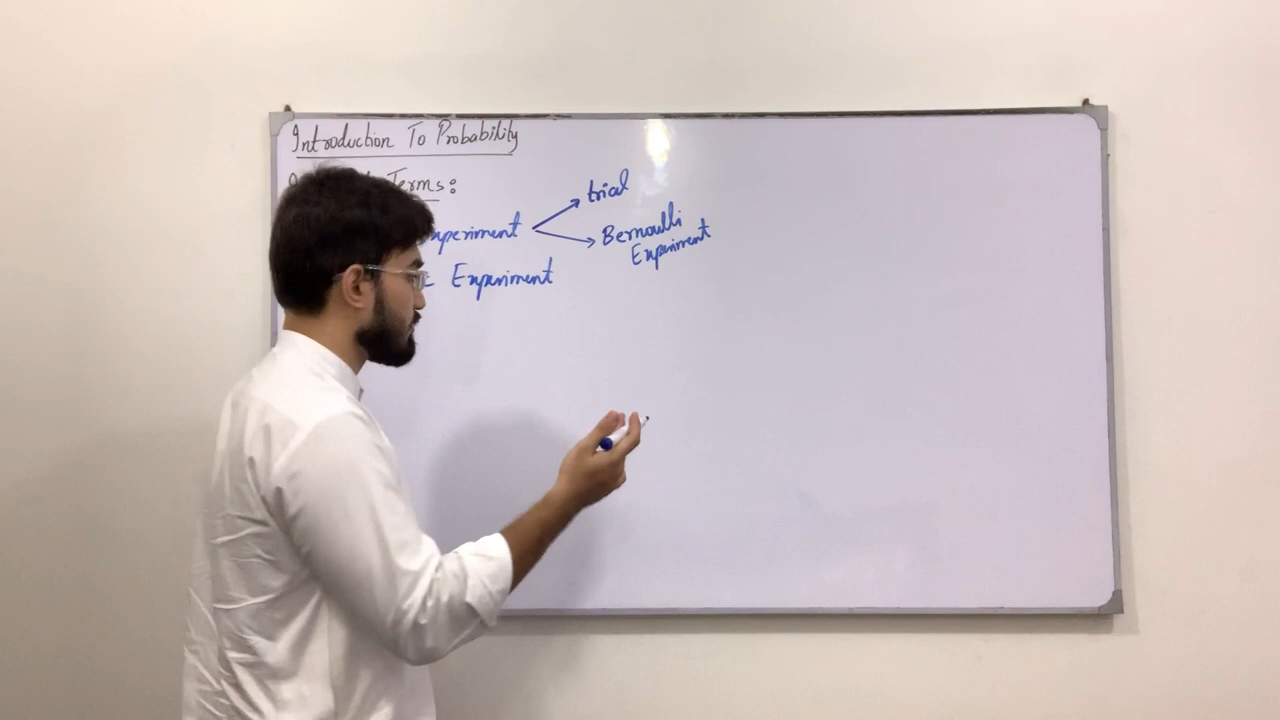 Introduction To Probability
Terms:
Experiment
trial
Bernoulli
Experiment
Experiment